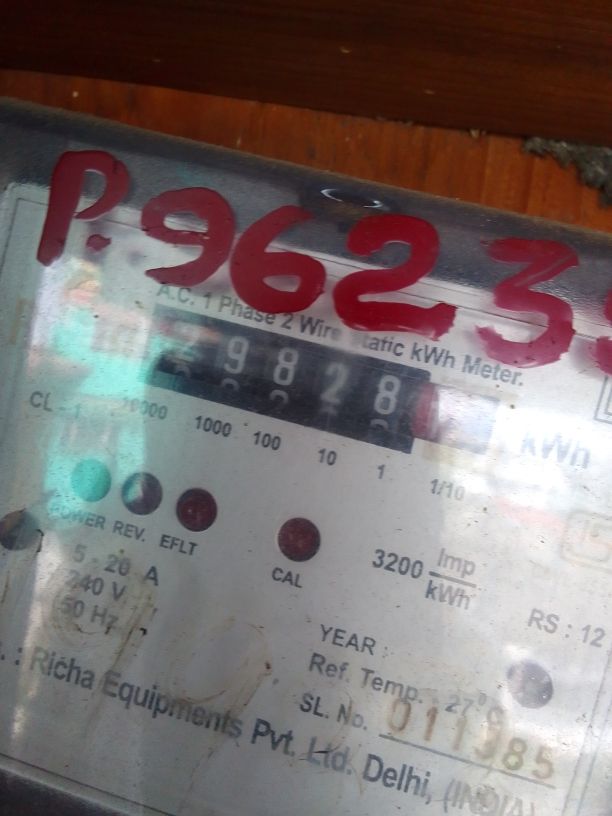 P.9623
A.C. 1 Phase 2 Wire Static kWh Meter.
29828
kWh
CL - 1 10000 1000 100 10 1 1/10
POWER REV. EFLT
CAL
3200 Imp/kWh
5 - 20 A
240 V
50 Hz
RS : 12
YEAR :
Ref. Temp. : 27°C
SL. No. 011985
Richa Equipments Pvt. Ltd. Delhi, (INDIA)